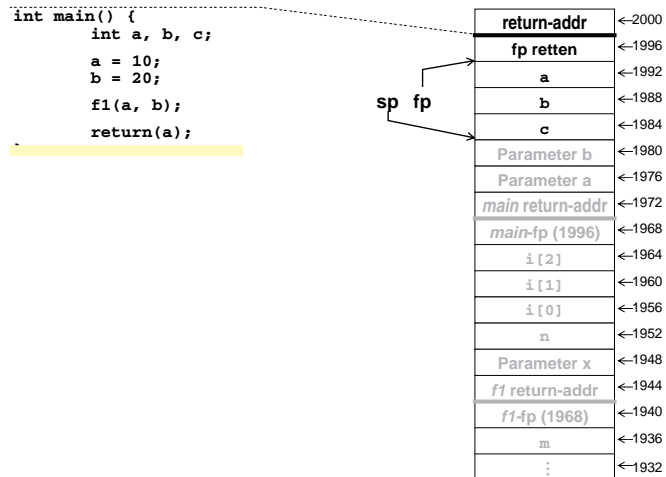 int main() {
int a, b, c;
a = 10;
b = 20;
f1(a, b);
return(a);
sp fp
return-addr ←2000
fp retten ←1996
a ←1992
b ←1988
c ←1984
Parameter b ←1980
Parameter a ←1976
main return-addr ←1972
main-fp (1996) ←1968
i[2] ←1964
i[1] ←1960
i[0] ←1956
n ←1952
Parameter x ←1948
f1 return-addr ←1944
f1-fp (1968) ←1940
m ←1936
⋮ ←1932